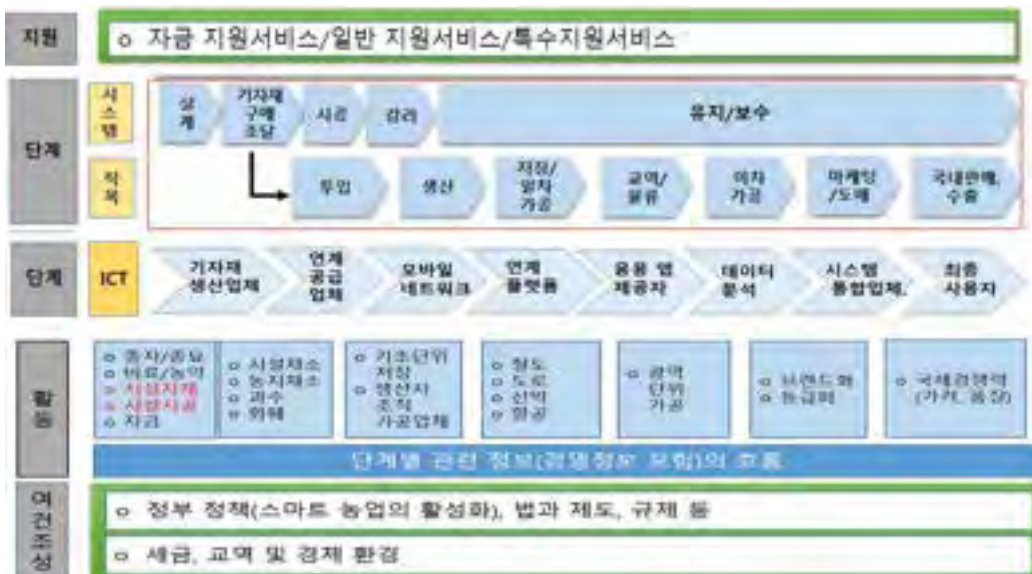 지원
o 자금 지원서비스/일반 지원서비스/특수지원서비스
단계
시스템
설계
기자재
구매
조달
시공
감리
유지/보수
작목
투입
생산
저장/
일차
가공
교역/
물류
이차
가공
마케팅
/도매
국내판매,
수출
단계
ICT
기자재
생산업체
연계
공급
업체
모바일
네트워크
연계
플랫폼
응용 앱
제공자
데이터
분석
시스템
통합업체,
최종
사용자
활동
o 종자/종묘
o 비료/농약
o 시설자재
o 시설시공
o 자금
o 시설채소
o 노지채소
o 과수
o 화훼
o 기초단위
저장
o 생산자
조직
가공업체
o 철도
o 도로
o 선박
o 항공
o 광역
단위
가공
o 브랜드화
o 등급화
o 국제경쟁력
(가격, 품질)
단계별 관련 정보(경영정보 포함)의 흐름
여건조성
o 정부 정책(스마트 농업의 활성화), 법과 제도, 규제 등
o 세금, 교역 및 경제 환경